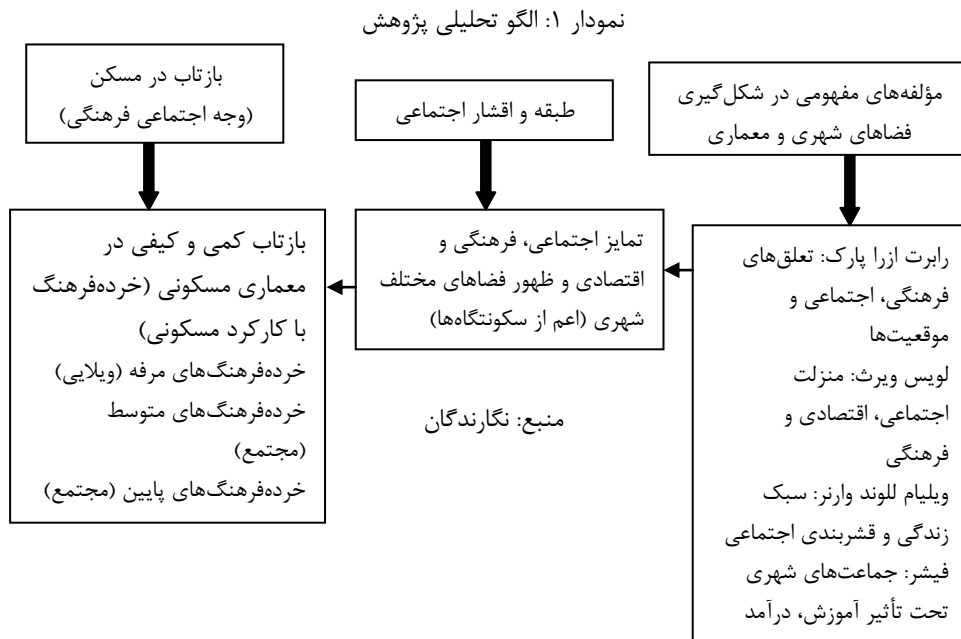 نمودار ۱: الگو تحلیلی پژوهش
مؤلفه‌های مفهومی در شکل‌گیری
فضاهای شهری و معماری
طبقه و اقشار اجتماعی
بازتاب در مسکن
(وجه اجتماعی فرهنگی)
رابرت ازرا پارک: تعلق‌های
فرهنگی، اجتماعی و
موقعیت‌ها
لویس ویرث: منزلت
اجتماعی، اقتصادی و
فرهنگی
ویلیام للوند وارنر: سبک
زندگی و قشربندی اجتماعی
فیشر: جماعت‌های شهری
تحت تأثیر آموزش، درآمد
تمایز اجتماعی، فرهنگی و
اقتصادی و ظهور فضاهای مختلف
شهری (اعم از سکونتگاه‌ها)
بازتاب کمی و کیفی در
معماری مسکونی (خرده‌فرهنگ
با کارکرد مسکونی)
خرده‌فرهنگ‌های مرفه (ویلایی)
خرده‌فرهنگ‌های متوسط
(مجتمع)
خرده‌فرهنگ‌های پایین (مجتمع)
منبع: نگارندگان